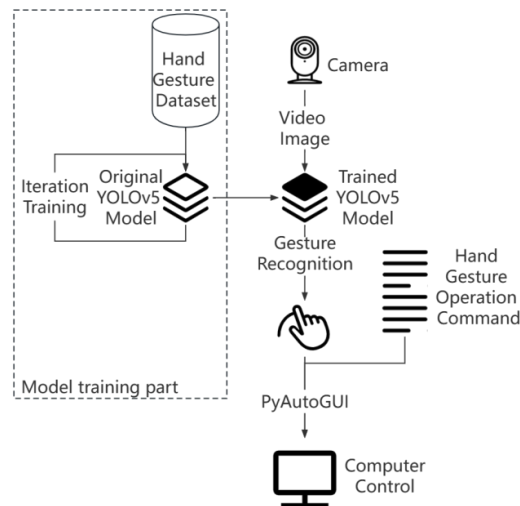 Hand
Gesture
Dataset
Camera
Video
Image
Iteration
Training
Original
YOLOv5
Model
Trained
YOLOv5
Model
Gesture
Recognition
Hand
Gesture
Operation
Command
Model training part
PyAutoGUI
Computer
Control